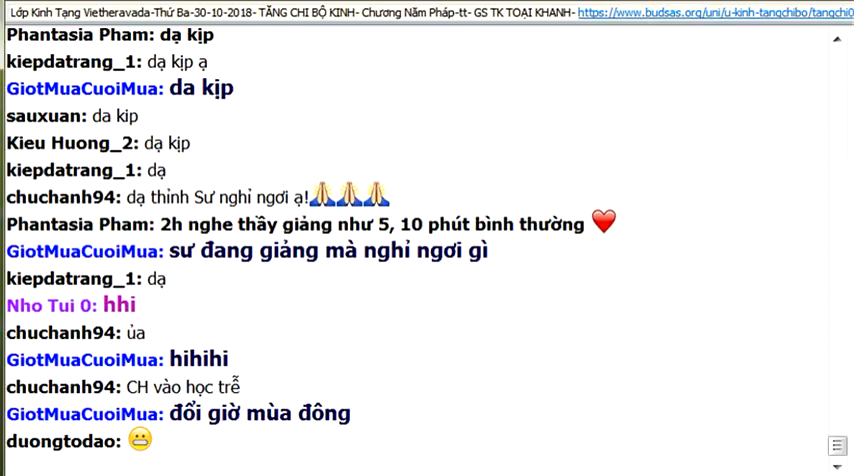 Lớp Kinh Tạng Vietheravada-Thứ Ba-30-10-2018- TĂNG CHI BỘ KINH- Chương Năm Pháp-tt- GS TK TOẠI KHANH- https://www.budsas.org/uni/u-kinh-tangchibo/tangchi0
Phantasia Pham: dạ kịp
kiepdatrang_1: dạ kịp ạ
GiotMuaCuoiMua: da kịp
sauxuan: da kip
Kieu Huong_2: dạ kịp
kiepdatrang_1: dạ
chuchanh94: dạ thỉnh Sư nghỉ ngơi ạ!🙏🙏🙏
Phantasia Pham: 2h nghe thầy giảng như 5, 10 phút bình thường ❤️
GiotMuaCuoiMua: sư đang giảng mà nghỉ ngơi gì
kiepdatrang_1: dạ
Nho Tui 0: hhi
chuchanh94: ủa
GiotMuaCuoiMua: hihihi
chuchanh94: CH vào học trễ
GiotMuaCuoiMua: đổi giờ mùa đông
duongtodao: 😬